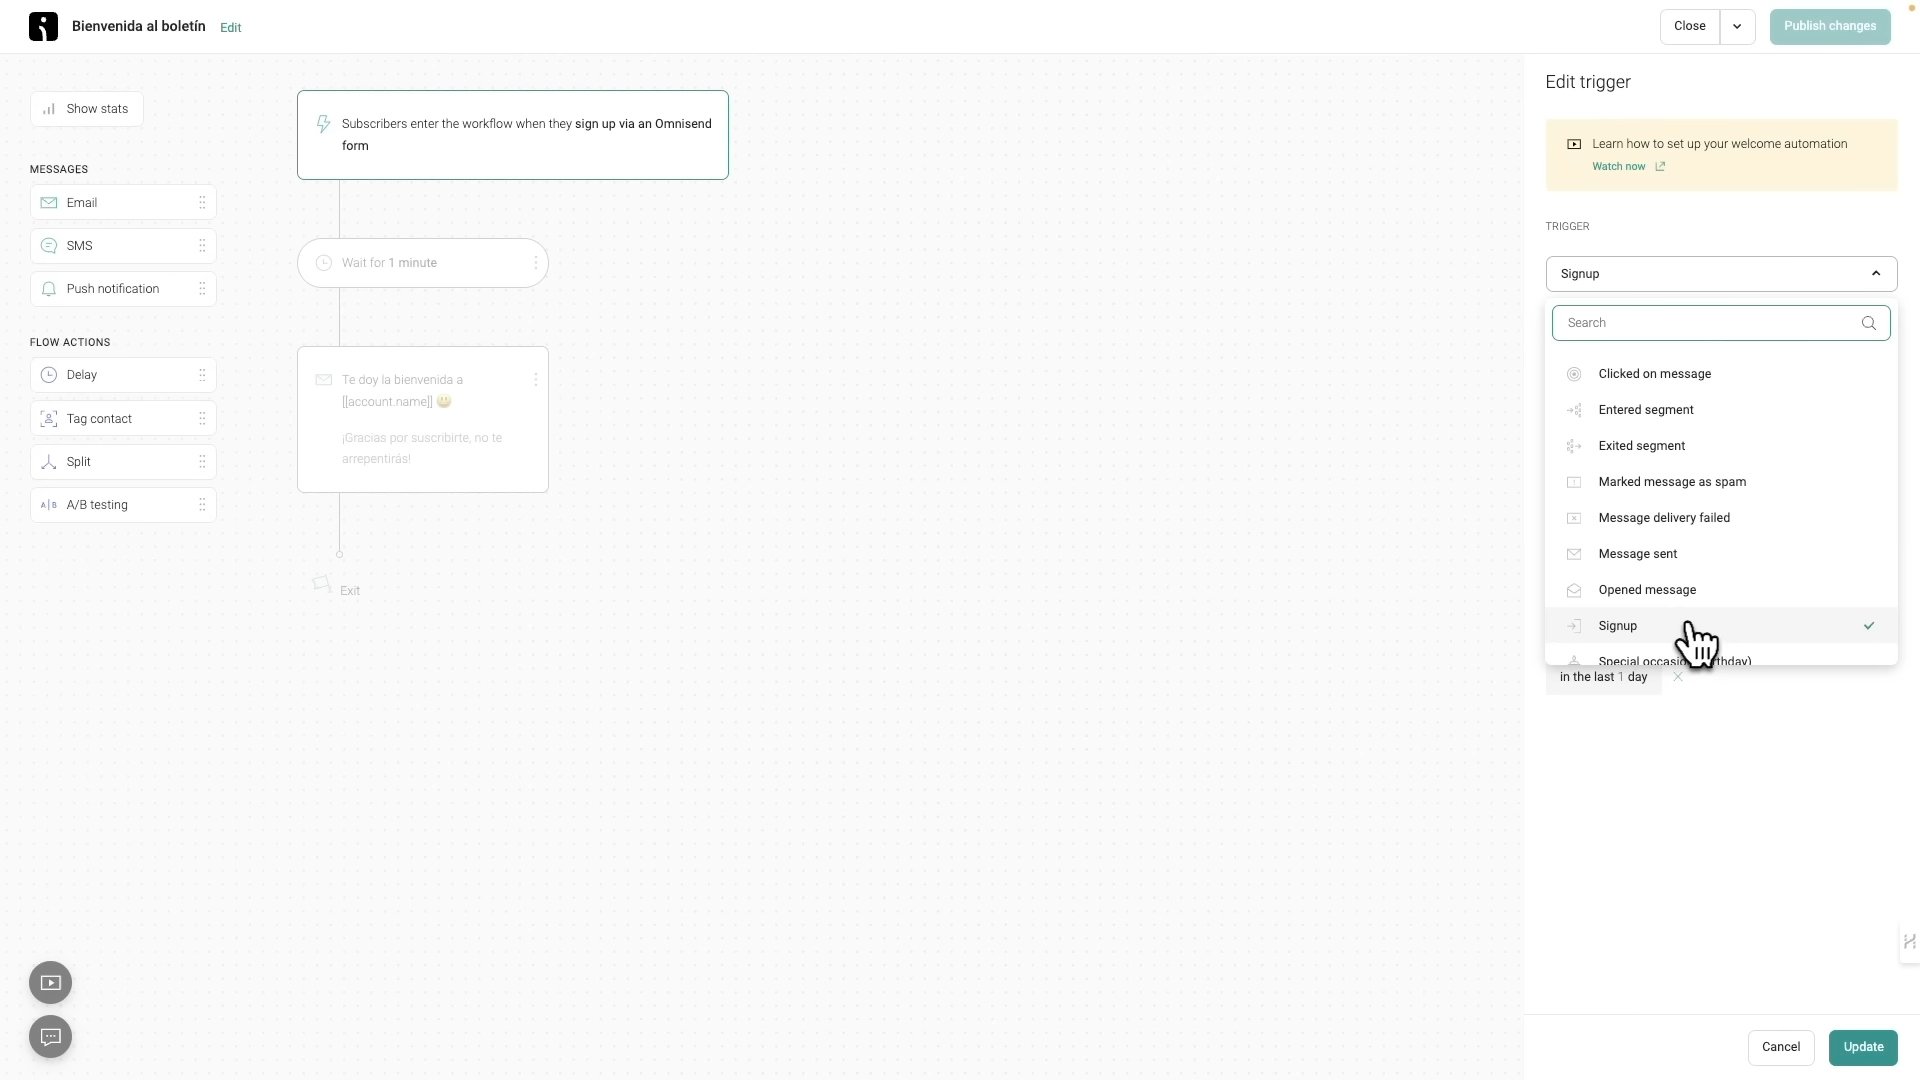 Bienvenida al boletín Edit
Close
Publish changes
Show stats
MESSAGES
Email
SMS
Push notification
FLOW ACTIONS
Delay
Tag contact
Split
A/B testing
Subscribers enter the workflow when they sign up via an Omnisend
form
Wait for 1 minute
Te doy la bienvenida a
[[account.name]] 😃
¡Gracias por suscribirte, no te
arrepentirás!
Exit
Edit trigger
Learn how to set up your welcome automation
Watch now
TRIGGER
Signup
Search
Clicked on message
Entered segment
Exited segment
Marked message as spam
Message delivery failed
Message sent
Opened message
Signup
Special thday)
in the last 1 day
Cancel
Update